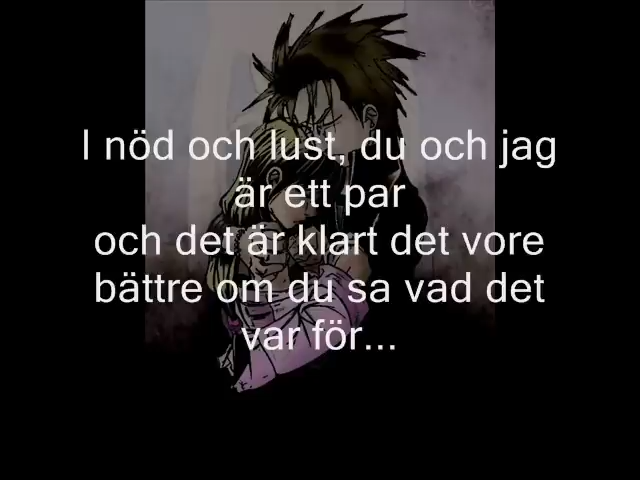 I nöd och lust, du och jag
är ett par
och det är klart det vore
bättre om du sa vad det
var för...